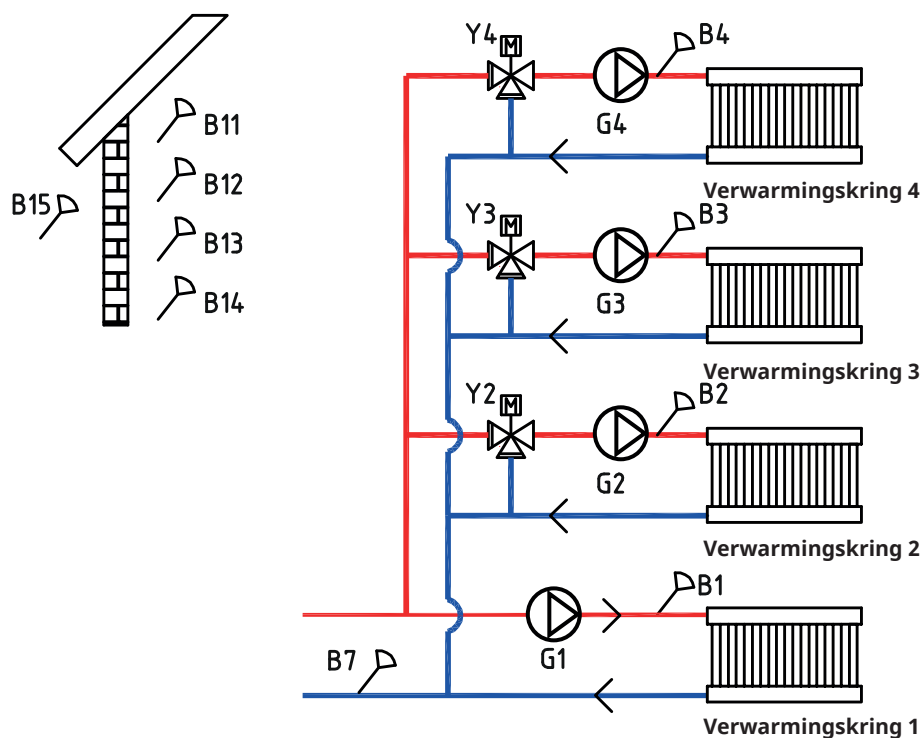 Y4
M
B4
G4
B11
B12
B15
B13
B14
Verwarmingskring 4
Y3
M
B3
G3
Verwarmingskring 3
Y2
M
B2
G2
Verwarmingskring 2
B1
G1
B7
Verwarmingskring 1